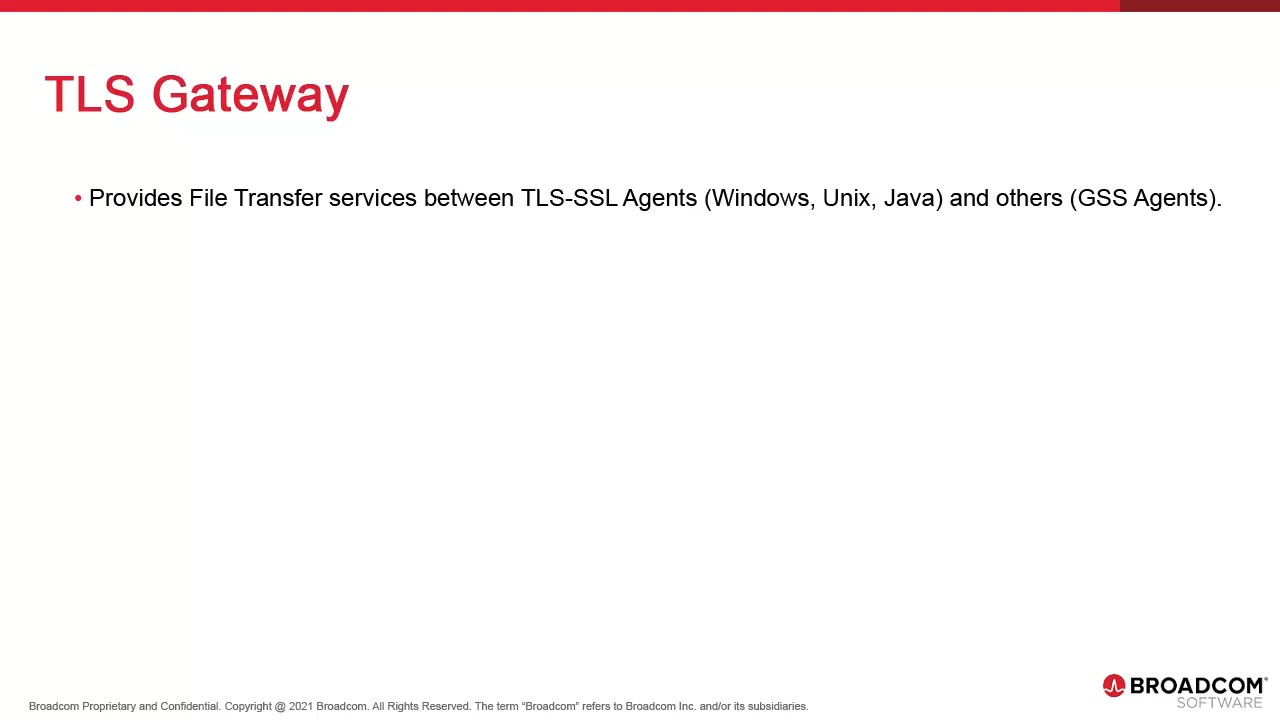 TLS Gateway
• Provides File Transfer services between TLS-SSL Agents (Windows, Unix, Java) and others (GSS Agents).
BROADCOM®
SOFTWARE
Broadcom Proprietary and Confidential. Copyright @ 2021 Broadcom. All Rights Reserved. The term “Broadcom” refers to Broadcom Inc. and/or its subsidiaries.